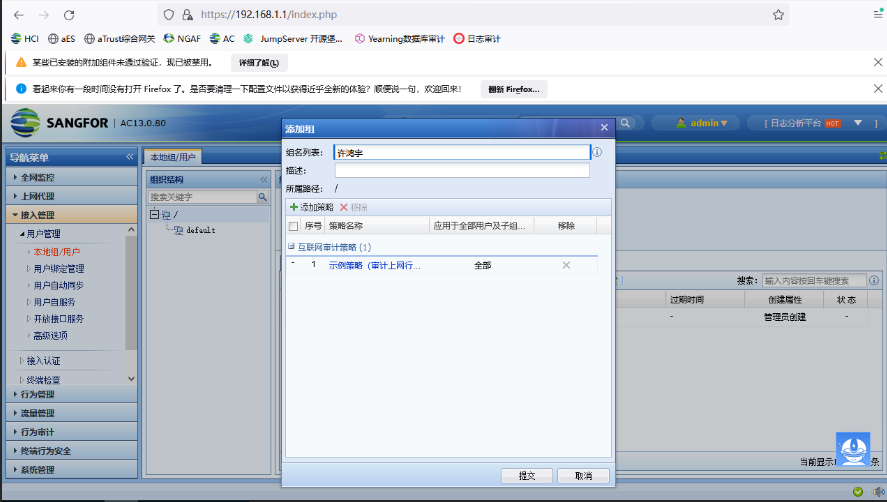 https://192.168.1.1/index.php
HCI aES aTrust综合网关 NGAF AC JumpServer 开源堡... Yearning数据库审计 日志审计
某些已安装的附加组件未通过验证，现已被禁用。 详细了解(L)
看起来你有一段时间没有打开 Firefox 了。是否要清理一下配置文件以获得近乎全新的体验？顺便说一句，欢迎回来！ 翻新 Firefox...
SANGFOR | AC13.0.80
admin
[ 日志分析平台 HOT ]
导航菜单
全网监控
上网代理
接入管理
用户管理
本地组/用户
用户绑定管理
用户自动同步
用户自服务
开放接口服务
高级选项
接入认证
终端检查
行为管理
流量管理
行为审计
终端行为安全
系统管理
本地组/用户
组织结构
搜索关键字
/
default
添加组
组名列表： 许鸿宇
描述：
所属路径： /
添加策略 移除
序号 策略名称 应用于全部用户及子组... 移除
互联网审计策略 (1)
- 1 示例策略（审计上网行... 全部
提交 取消
搜索： 输入内容按回车键搜索
过期时间 创建属性 状态
- 管理员创建 -
当前显示
条